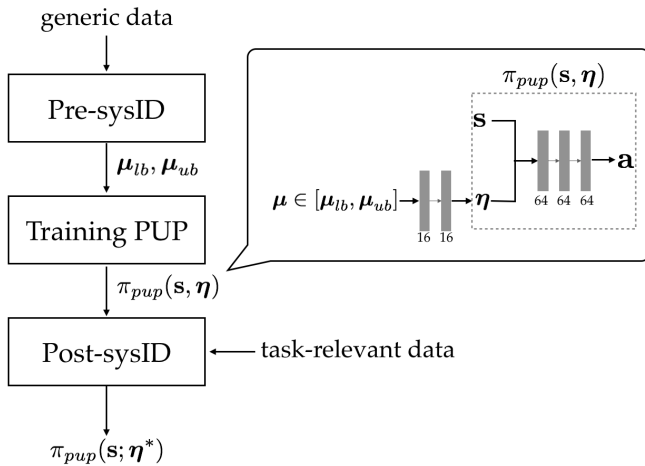 generic data
Pre-sysID
μ_lb, μ_ub
Training PUP
π_pup(s, η)
Post-sysID
task-relevant data
π_pup(s; η*)
π_pup(s, η)
s
μ ∈ [μ_lb, μ_ub]
η
a
16 16
64 64 64